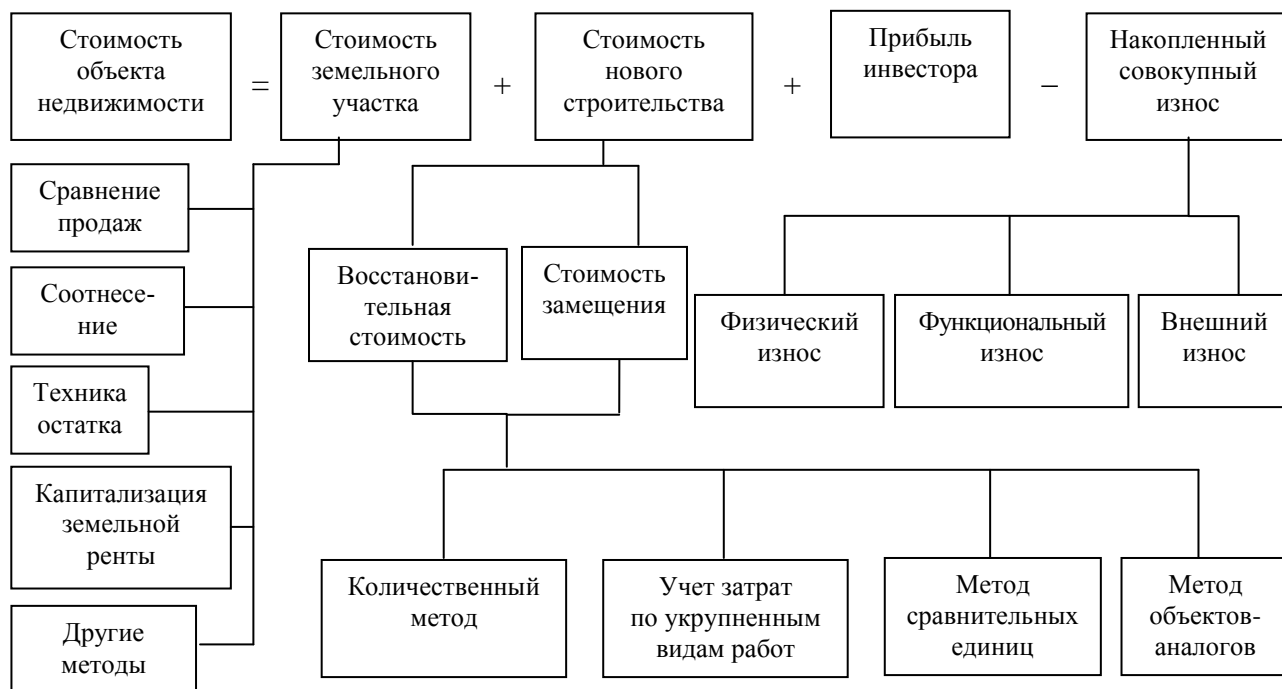 Стоимость
объекта
недвижимости
=
Стоимость
земельного
участка
+
Стоимость
нового
строительства
+
Прибыль
инвестора
−
Накопленный
совокупный
износ
Сравнение
продаж
Соотнесе-
ние
Техника
остатка
Капитализация
земельной
ренты
Другие
методы
Восстанови-
тельная
стоимость
Стоимость
замещения
Физический
износ
Функциональный
износ
Внешний
износ
Количественный
метод
Учет затрат
по укрупненным
видам работ
Метод
сравнительных
единиц
Метод
объектов-
аналогов